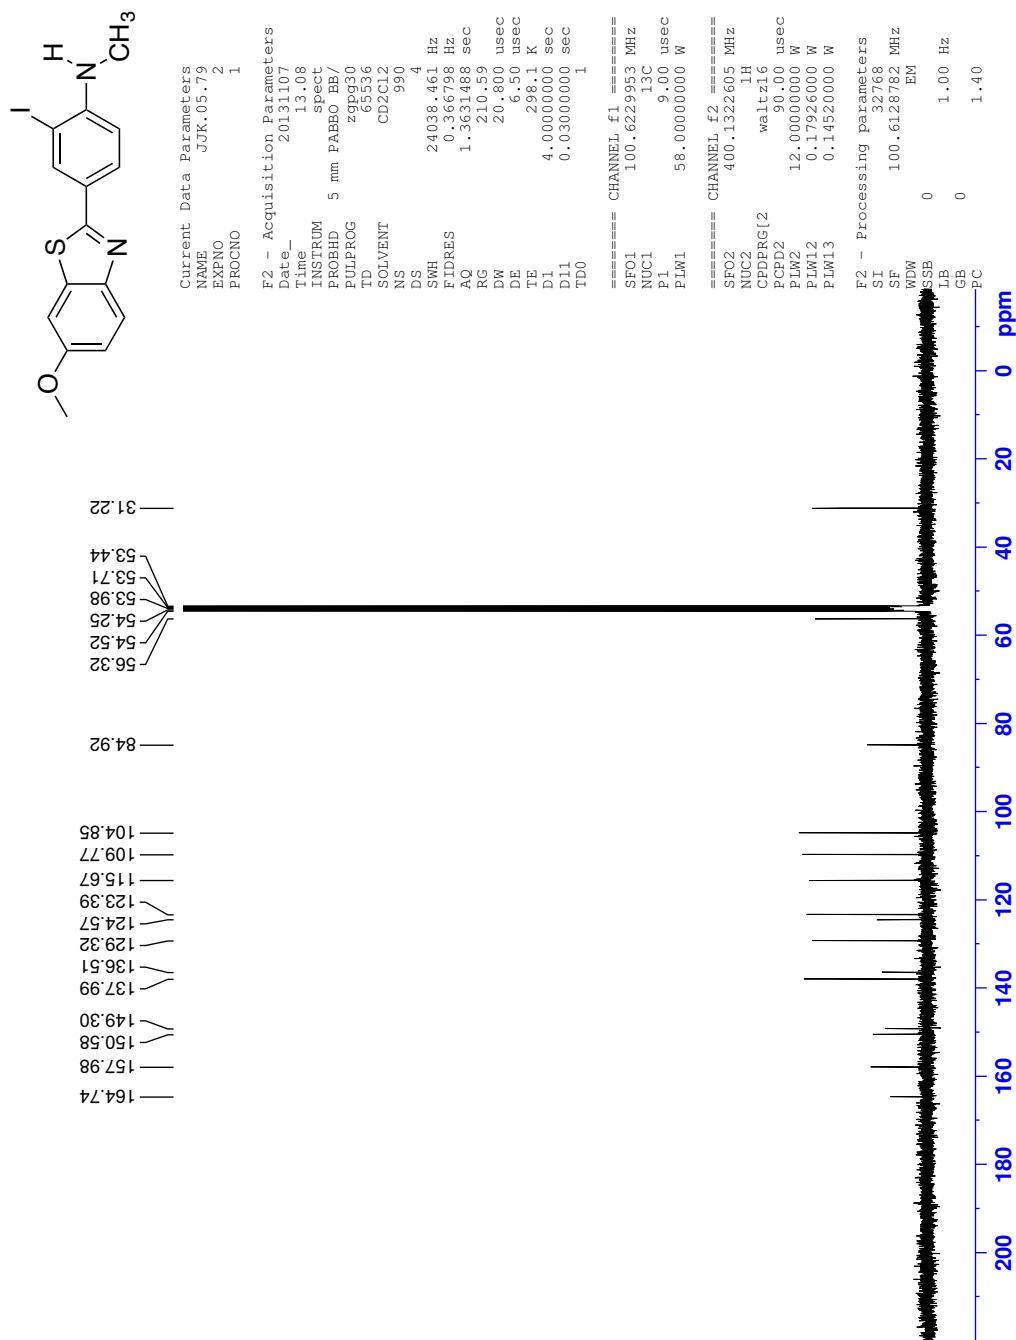 I
H
N
CH3
S
N
O
Current Data Parameters
NAME JJK.05.79
EXPNO 2
PROCNO 1
F2 - Acquisition Parameters
Date_ 20131107
Time 13.08
INSTRUM spect
PROBHD 5 mm PABBO BB/
PULPROG zgpg30
TD 65536
SOLVENT CD2Cl2
NS 990
DS 4
SWH 24038.461 Hz
FIDRES 0.366798 Hz
AQ 1.3631488 sec
RG 210.59
DW 20.800 usec
DE 6.50 usec
TE 298.1 K
D1 4.00000000 sec
D11 0.03000000 sec
TD0 1
======== CHANNEL f1 ========
SFO1 100.6229953 MHz
NUC1 13C
P1 9.00 usec
PLW1 58.00000000 W
======== CHANNEL f2 ========
SFO2 400.1322605 MHz
NUC2 1H
CPDPRG[2 waltz16
PCPD2 90.00 usec
PLW2 12.00000000 W
PLW12 0.17926000 W
PLW13 0.14520000 W
F2 - Processing parameters
SI 32768
SF 100.6128782 MHz
WDW EM
SSB 0
LB 1.00 Hz
GB 0
PC 1.40
164.74
157.98
150.58
149.30
137.99
136.51
129.32
124.57
123.39
115.67
109.77
104.85
84.92
56.32
54.52
54.25
53.98
53.71
53.44
31.22
200 180 160 140 120 100 80 60 40 20 0 ppm